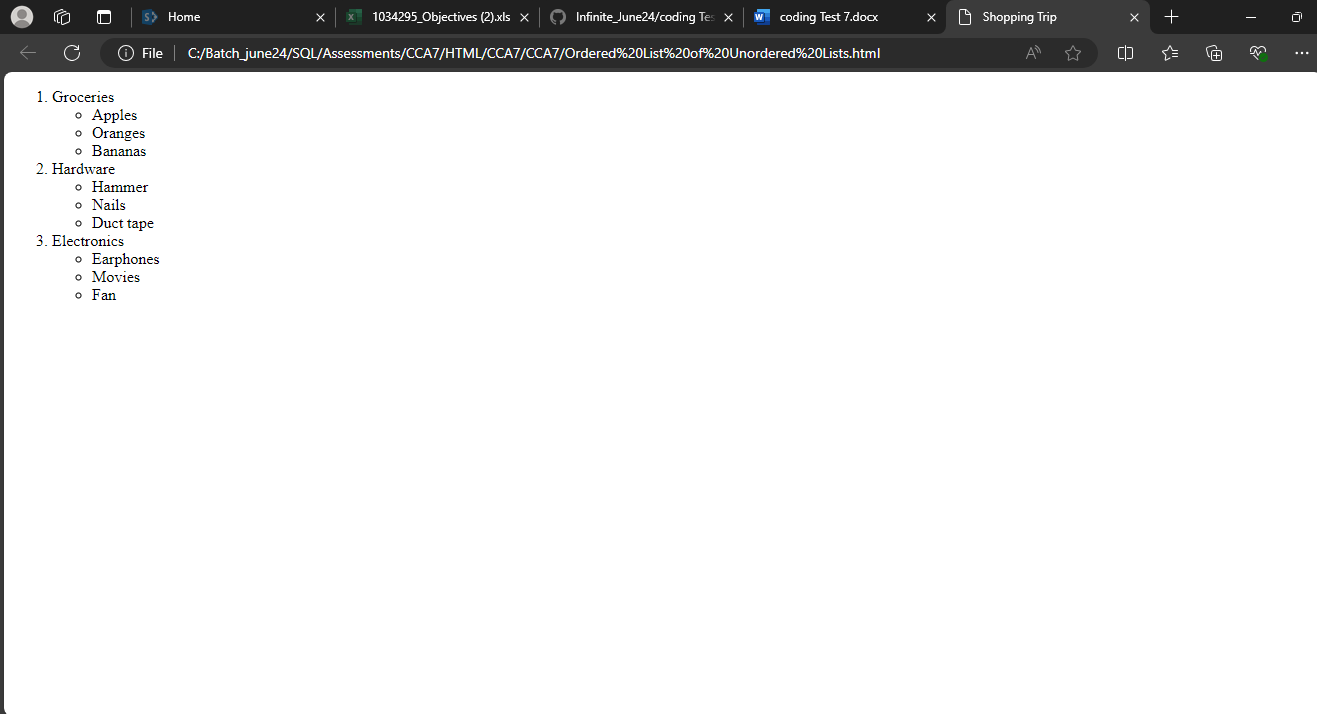 Home
1034295_Objectives (2).xls
Infinite_June24/coding Tes
coding Test 7.docx
Shopping Trip
File
C:/Batch_june24/SQL/Assessments/CCA7/HTML/CCA7/CCA7/Ordered%20List%20of%20Unordered%20Lists.html
1. Groceries
Apples
Oranges
Bananas
2. Hardware
Hammer
Nails
Duct tape
3. Electronics
Earphones
Movies
Fan